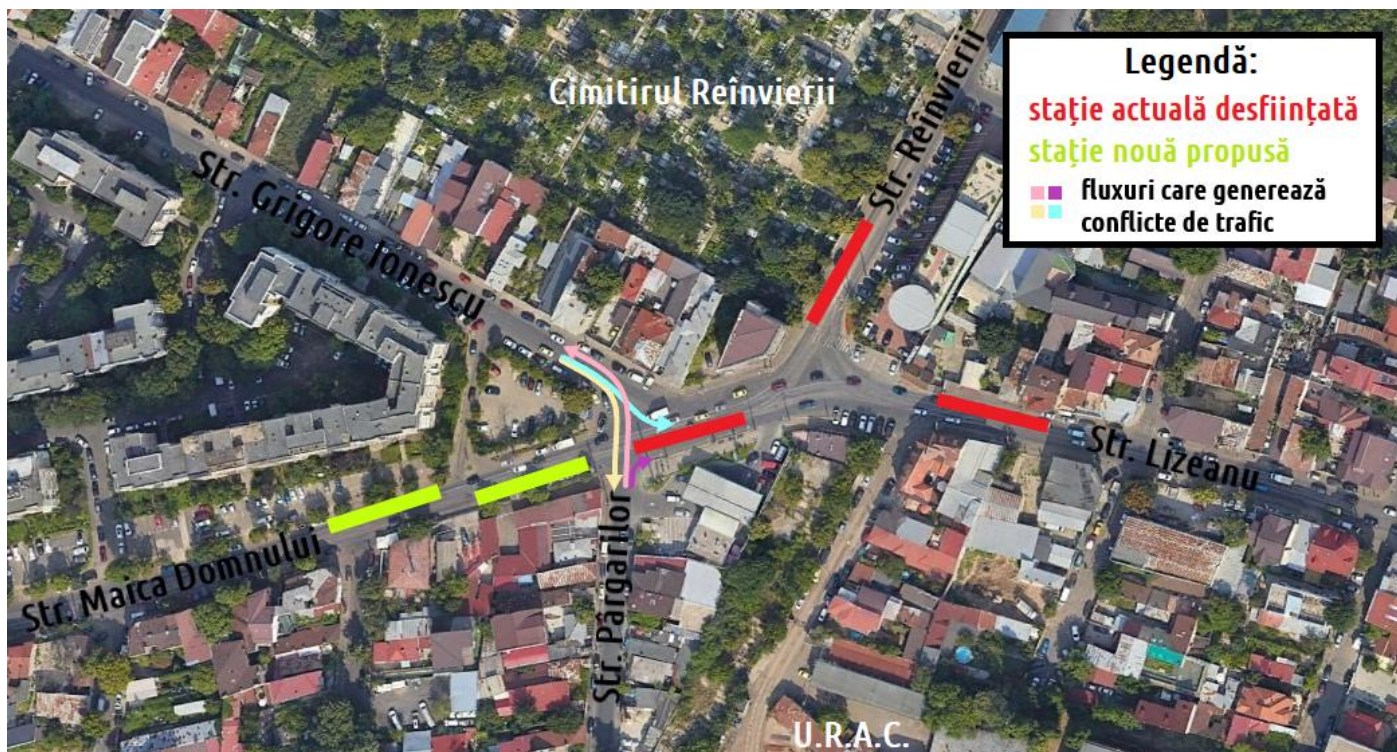 Legendă:
stație actuală desființată
stație nouă propusă
fluxuri care generează
conflicte de trafic
Cimitirul Reînvierii
Str. Reînvierii
Str. Grigore Ionescu
Str. Lizeanu
Str. Maica Domnului
Str. Pârgarilor
U.R.A.C.